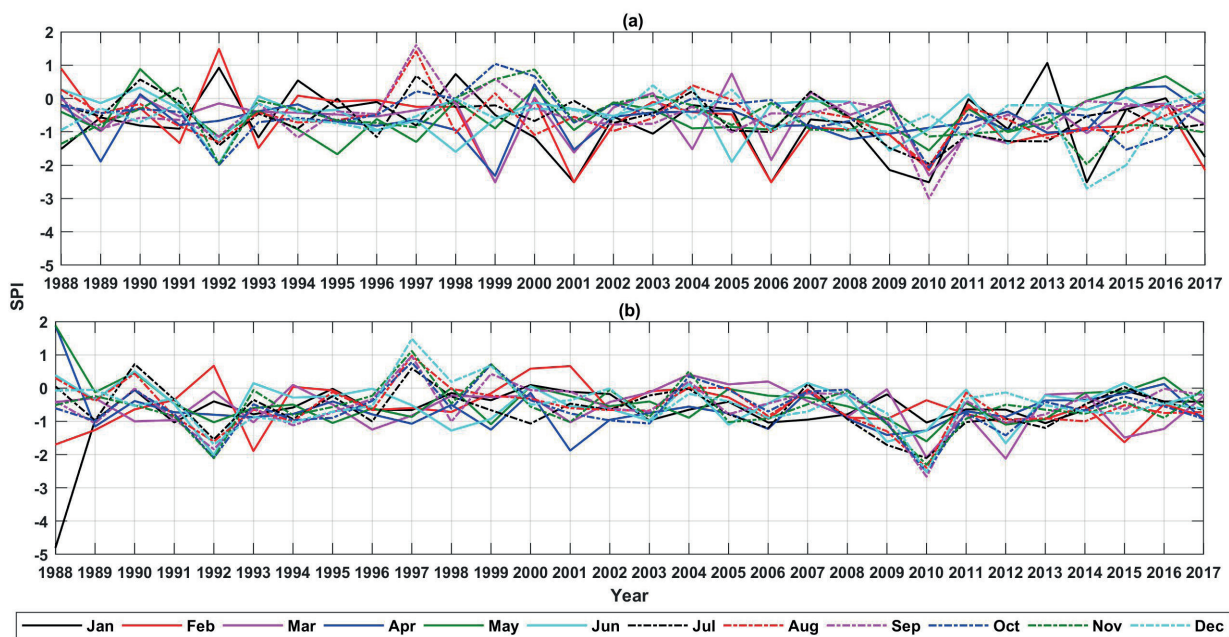 (a)
2
1
0
-1
-2
-3
-4
-5
1988 1989 1990 1991 1992 1993 1994 1995 1996 1997 1998 1999 2000 2001 2002 2003 2004 2005 2006 2007 2008 2009 2010 2011 2012 2013 2014 2015 2016 2017
SPI
(b)
2
1
0
-1
-2
-3
-4
-5
1988 1989 1990 1991 1992 1993 1994 1995 1996 1997 1998 1999 2000 2001 2002 2003 2004 2005 2006 2007 2008 2009 2010 2011 2012 2013 2014 2015 2016 2017
Year
Jan Feb Mar Apr May Jun Jul Aug Sep Oct Nov Dec